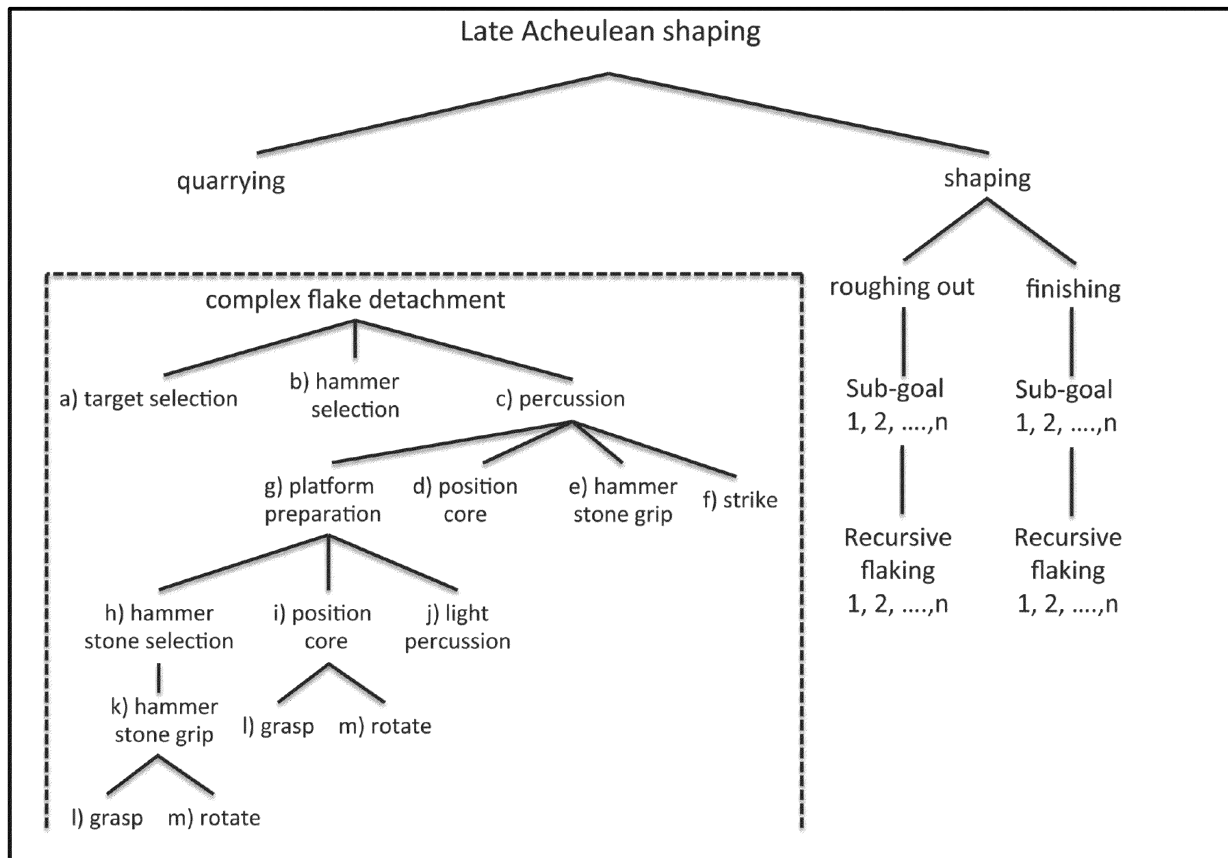 Late Acheulean shaping
quarrying
shaping
roughing out
finishing
complex flake detachment
a) target selection
b) hammer
selection
c) percussion
Sub-goal
1, 2, ....,n
Sub-goal
1, 2, ....,n
g) platform
preparation
d) position
core
e) hammer
stone grip
f) strike
Recursive
flaking
1, 2, ....,n
Recursive
flaking
1, 2, ....,n
h) hammer
stone selection
i) position
core
j) light
percussion
k) hammer
stone grip
l) grasp
m) rotate
l) grasp
m) rotate